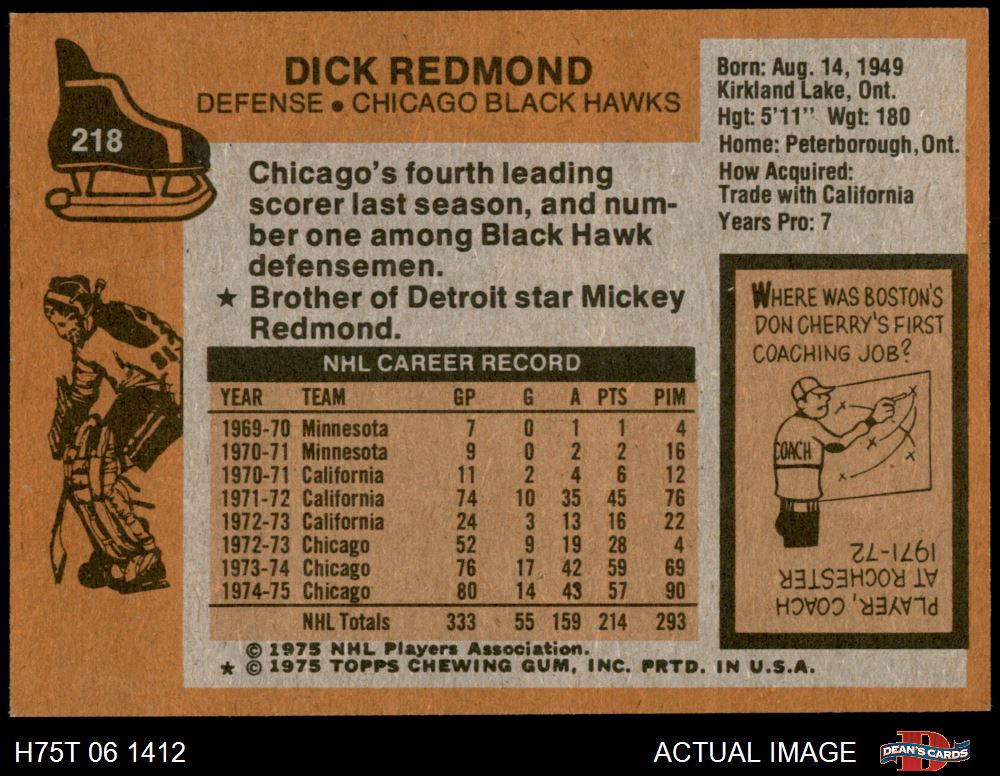 DICK REDMOND
DEFENSE • CHICAGO BLACK HAWKS
218
Chicago's fourth leading
scorer last season, and num-
ber one among Black Hawk
defensemen.
★ Brother of Detroit star Mickey
Redmond.
Born: Aug. 14, 1949
Kirkland Lake, Ont.
Hgt: 5'11" Wgt: 180
Home: Peterborough, Ont.
How Acquired:
Trade with California
Years Pro: 7
NHL CAREER RECORD
YEAR TEAM GP G A PTS PIM
1969-70 Minnesota 7 0 1 1 4
1970-71 Minnesota 9 0 2 2 16
1970-71 California 11 2 4 6 12
1971-72 California 74 10 35 45 76
1972-73 California 24 3 13 16 22
1972-73 Chicago 52 9 19 28 4
1973-74 Chicago 76 17 42 59 69
1974-75 Chicago 80 14 43 57 90
NHL Totals 333 55 159 214 293
© 1975 NHL Players Association.
★ © 1975 TOPPS CHEWING GUM, INC. PRTD. IN U.S.A.
WHERE WAS BOSTON'S
DON CHERRY'S FIRST
COACHING JOB?
COACH
PLAYER, COACH
AT ROCHESTER
1971-72
H75T 06 1412
ACTUAL IMAGE
D
DEAN'S CARDS